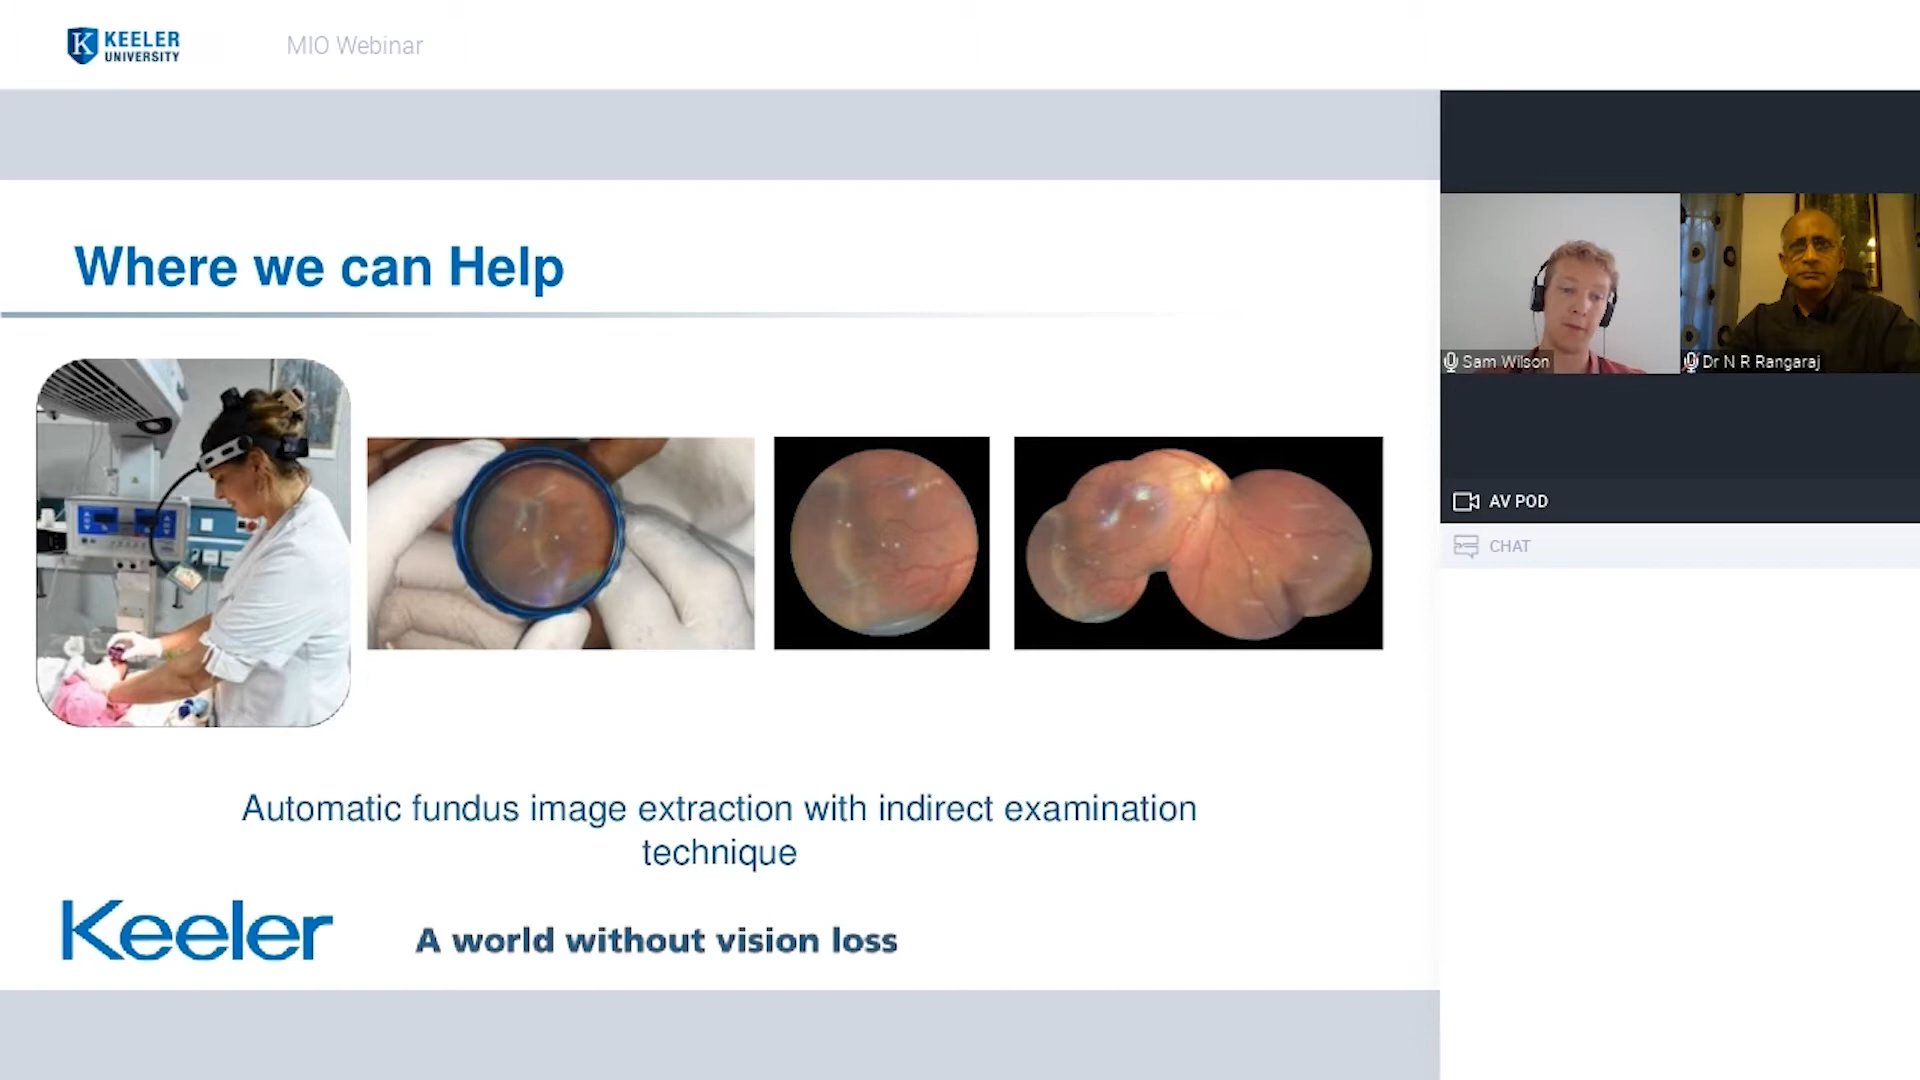 KEELER
UNIVERSITY
MIO Webinar
Where we can Help
Sam Wilson
Dr N R Rangaraj
AV POD
CHAT
Automatic fundus image extraction with indirect examination
technique
Keeler
A world without vision loss